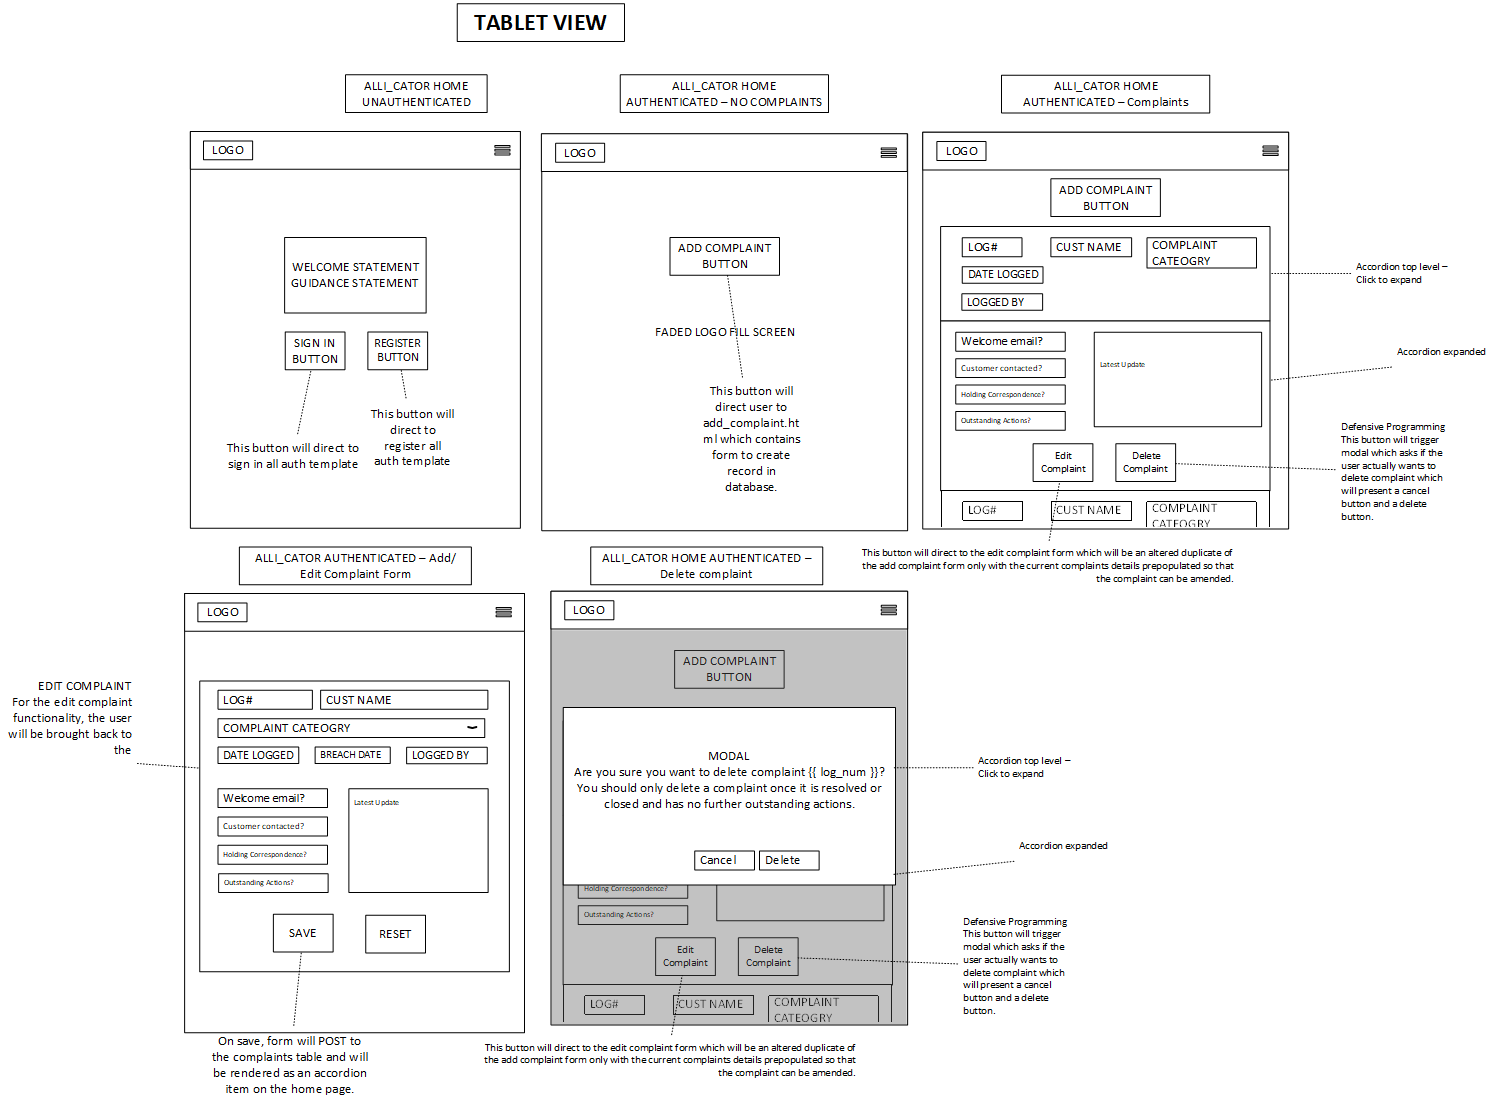 TABLET VIEW
ALLI_CATOR HOME
UNAUTHENTICATED
ALLI_CATOR HOME
AUTHENTICATED – NO COMPLAINTS
ALLI_CATOR HOME
AUTHENTICATED – Complaints
LOGO
WELCOME STATEMENT
GUIDANCE STATEMENT
SIGN IN
BUTTON
REGISTER
BUTTON
This button will direct to
sign in all auth template
This button will
direct to
register all
auth template
LOGO
ADD COMPLAINT
BUTTON
FADED LOGO FILL SCREEN
This button will
direct user to
add_complaint.ht
ml which contains
form to create
record in
database.
LOGO
ADD COMPLAINT
BUTTON
LOG#
CUST NAME
COMPLAINT
CATEOGRY
DATE LOGGED
LOGGED BY
Accordion top level –
Click to expand
Welcome email?
Customer contacted?
Holding Correspondence?
Outstanding Actions?
Latest Update
Accordion expanded
Edit
Complaint
Delete
Complaint
Defensive Programming
This button will trigger
modal which asks if the
user actually wants to
delete complaint which
will present a cancel
button and a delete
button.
LOG#
CUST NAME
COMPLAINT
CATEOGRY
This button will direct to the edit complaint form which will be an altered duplicate of
the add complaint form only with the current complaints details prepopulated so that
the complaint can be amended.
ALLI_CATOR AUTHENTICATED – Add/
Edit Complaint Form
ALLI_CATOR HOME AUTHENTICATED –
Delete complaint
EDIT COMPLAINT
For the edit complaint
functionality, the user
will be brought back to
the
LOGO
LOG#
CUST NAME
COMPLAINT CATEOGRY
DATE LOGGED
BREACH DATE
LOGGED BY
Welcome email?
Customer contacted?
Holding Correspondence?
Outstanding Actions?
Latest Update
SAVE
RESET
On save, form will POST to
the complaints table and will
be rendered as an accordion
item on the home page.
LOGO
ADD COMPLAINT
BUTTON
MODAL
Are you sure you want to delete complaint {{ log_num }}?
You should only delete a complaint once it is resolved or
closed and has no further outstanding actions.
Cancel
Delete
Accordion top level –
Click to expand
Accordion expanded
Holding Correspondence?
Outstanding Actions?
Edit
Complaint
Delete
Complaint
Defensive Programming
This button will trigger
modal which asks if the
user actually wants to
delete complaint which
will present a cancel
button and a delete
button.
LOG#
CUST NAME
COMPLAINT
CATEOGRY
This button will direct to the edit complaint form which will be an altered duplicate of
the add complaint form only with the current complaints details prepopulated so that
the complaint can be amended.